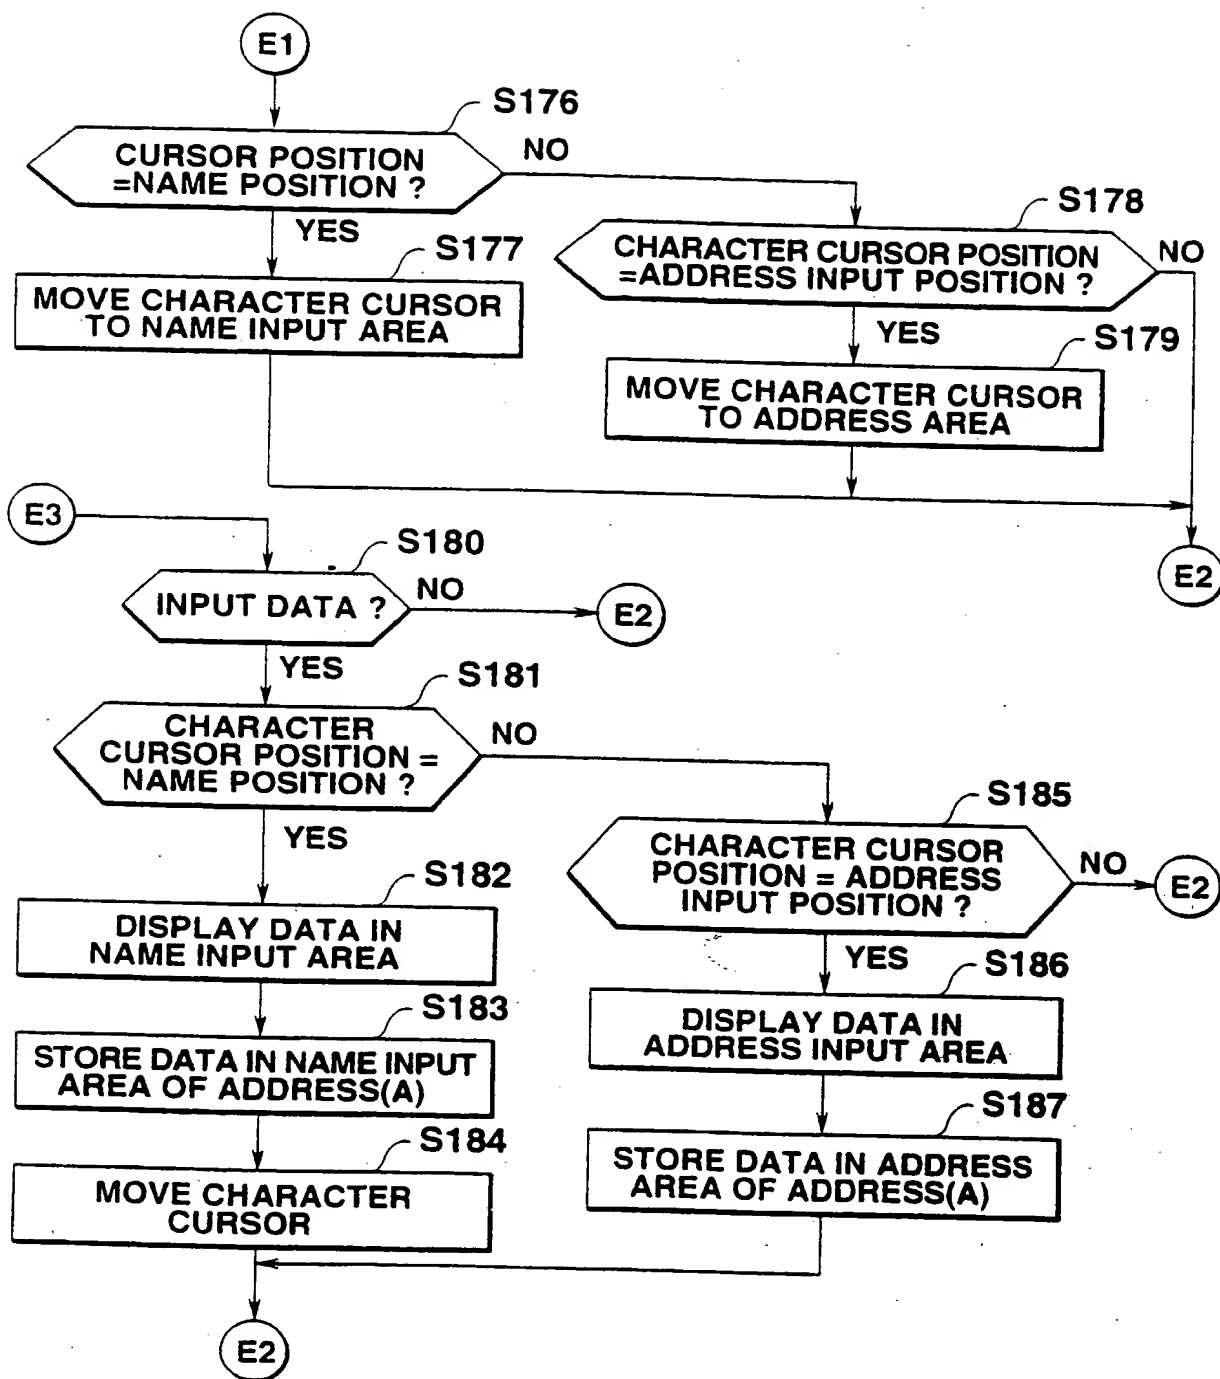 E1
S176
CURSOR POSITION
=NAME POSITION ?
NO
YES
S177
MOVE CHARACTER CURSOR
TO NAME INPUT AREA
S178
CHARACTER CURSOR POSITION
=ADDRESS INPUT POSITION ?
NO
YES
S179
MOVE CHARACTER CURSOR
TO ADDRESS AREA
E2
E3
S180
INPUT DATA ?
NO
E2
YES
S181
CHARACTER
CURSOR POSITION =
NAME POSITION ?
NO
YES
S182
DISPLAY DATA IN
NAME INPUT AREA
S183
STORE DATA IN NAME INPUT
AREA OF ADDRESS(A)
S184
MOVE CHARACTER
CURSOR
S185
CHARACTER CURSOR
POSITION = ADDRESS
INPUT POSITION ?
NO
E2
YES
S186
DISPLAY DATA IN
ADDRESS INPUT AREA
S187
STORE DATA IN ADDRESS
AREA OF ADDRESS(A)
E2